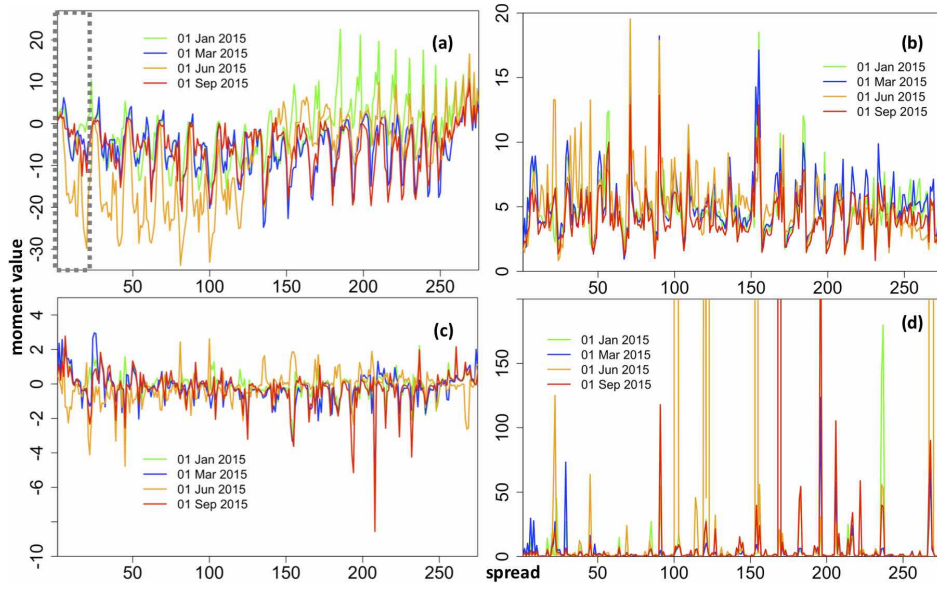 moment value
(a)
01 Jan 2015
01 Mar 2015
01 Jun 2015
01 Sep 2015
20
10
0
-10
-20
-30
50 100 150 200 250
(b)
01 Jan 2015
01 Mar 2015
01 Jun 2015
01 Sep 2015
20
15
10
5
0
50 100 150 200 250
(c)
4
2
0
-2
-4
-6
-10
01 Jan 2015
01 Mar 2015
01 Jun 2015
01 Sep 2015
50 100 150 200 250
(d)
01 Jan 2015
01 Mar 2015
01 Jun 2015
01 Sep 2015
150
100
50
0
spread
50 100 150 200 250